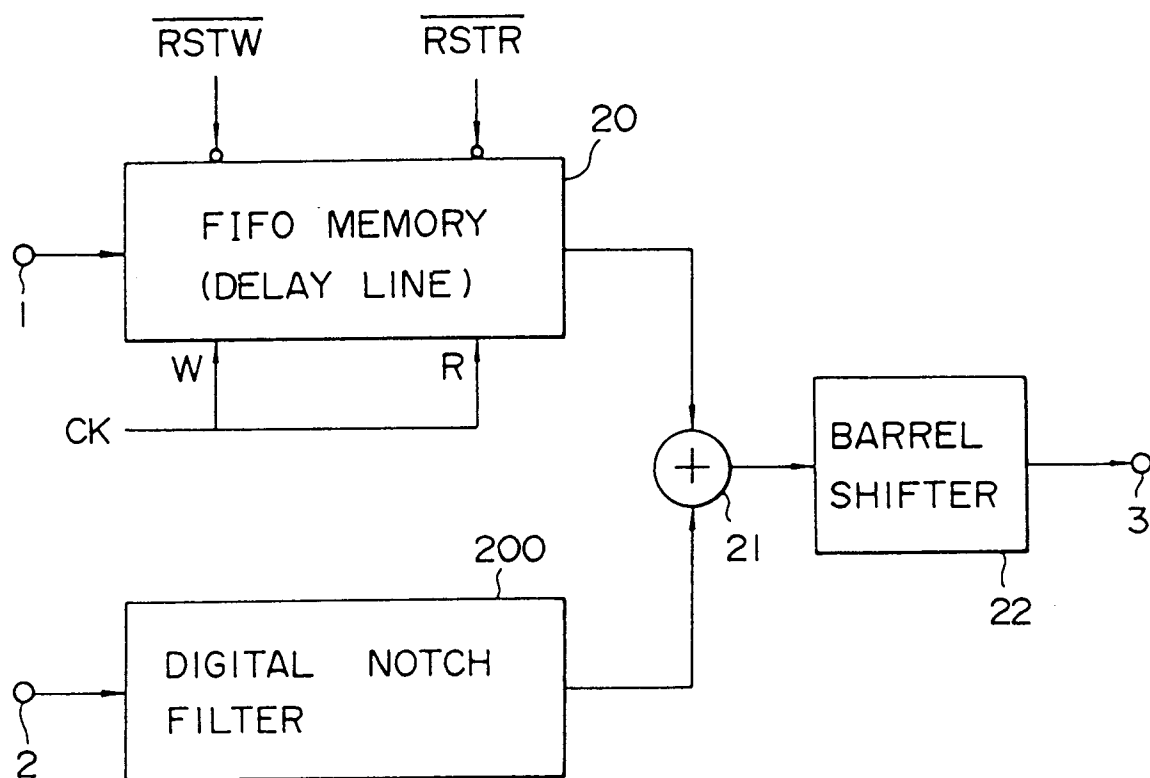 RSTW RSTR
20
FIFO MEMORY
(DELAY LINE)
1
W R
CK
BARREL
SHIFTER
3
21
22
200
DIGITAL NOTCH
FILTER
2